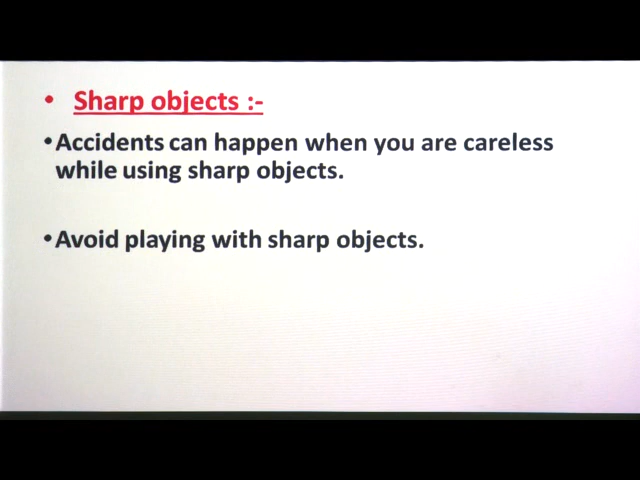 • Sharp objects :-
• Accidents can happen when you are careless
while using sharp objects.
• Avoid playing with sharp objects.